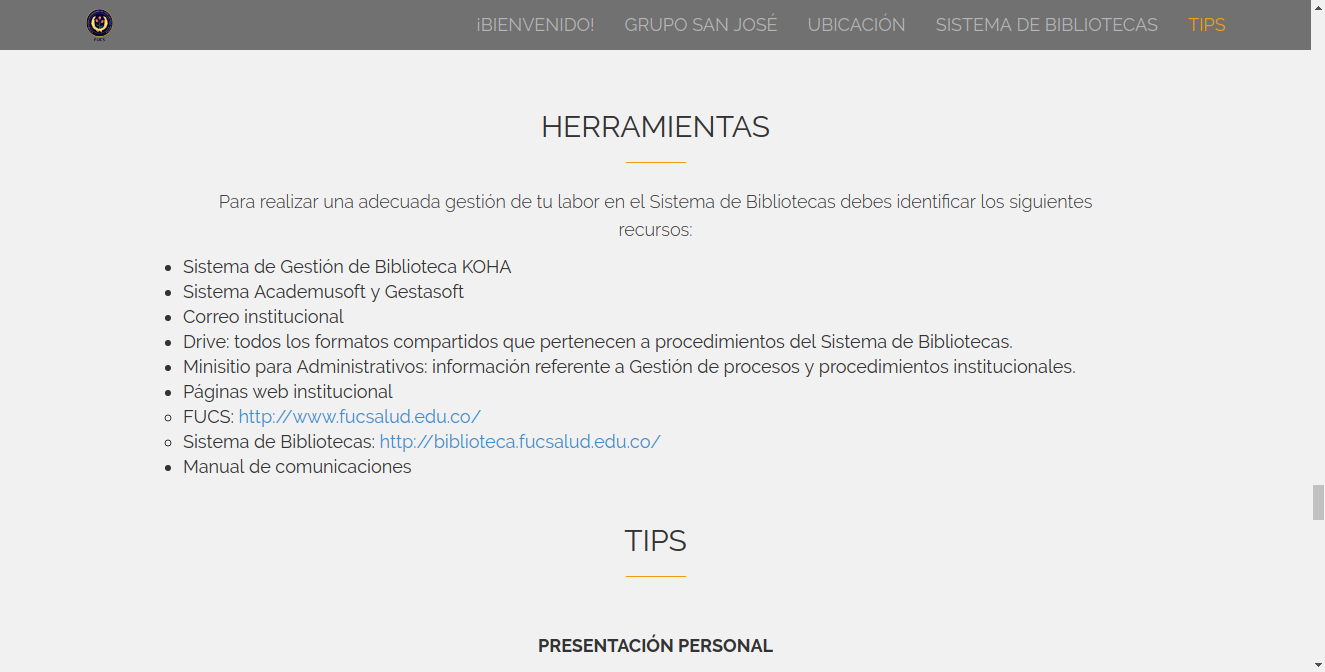 FUCS
¡BIENVENIDO! GRUPO SAN JOSÉ UBICACIÓN SISTEMA DE BIBLIOTECAS TIPS
HERRAMIENTAS
Para realizar una adecuada gestión de tu labor en el Sistema de Bibliotecas debes identificar los siguientes
recursos:
Sistema de Gestión de Biblioteca KOHA
Sistema Academusoft y Gestasoft
Correo institucional
Drive: todos los formatos compartidos que pertenecen a procedimientos del Sistema de Bibliotecas.
Minisitio para Administrativos: información referente a Gestión de procesos y procedimientos institucionales.
Páginas web institucional
FUCS: http://www.fucsalud.edu.co/
Sistema de Bibliotecas: http://biblioteca.fucsalud.edu.co/
Manual de comunicaciones
TIPS
PRESENTACIÓN PERSONAL